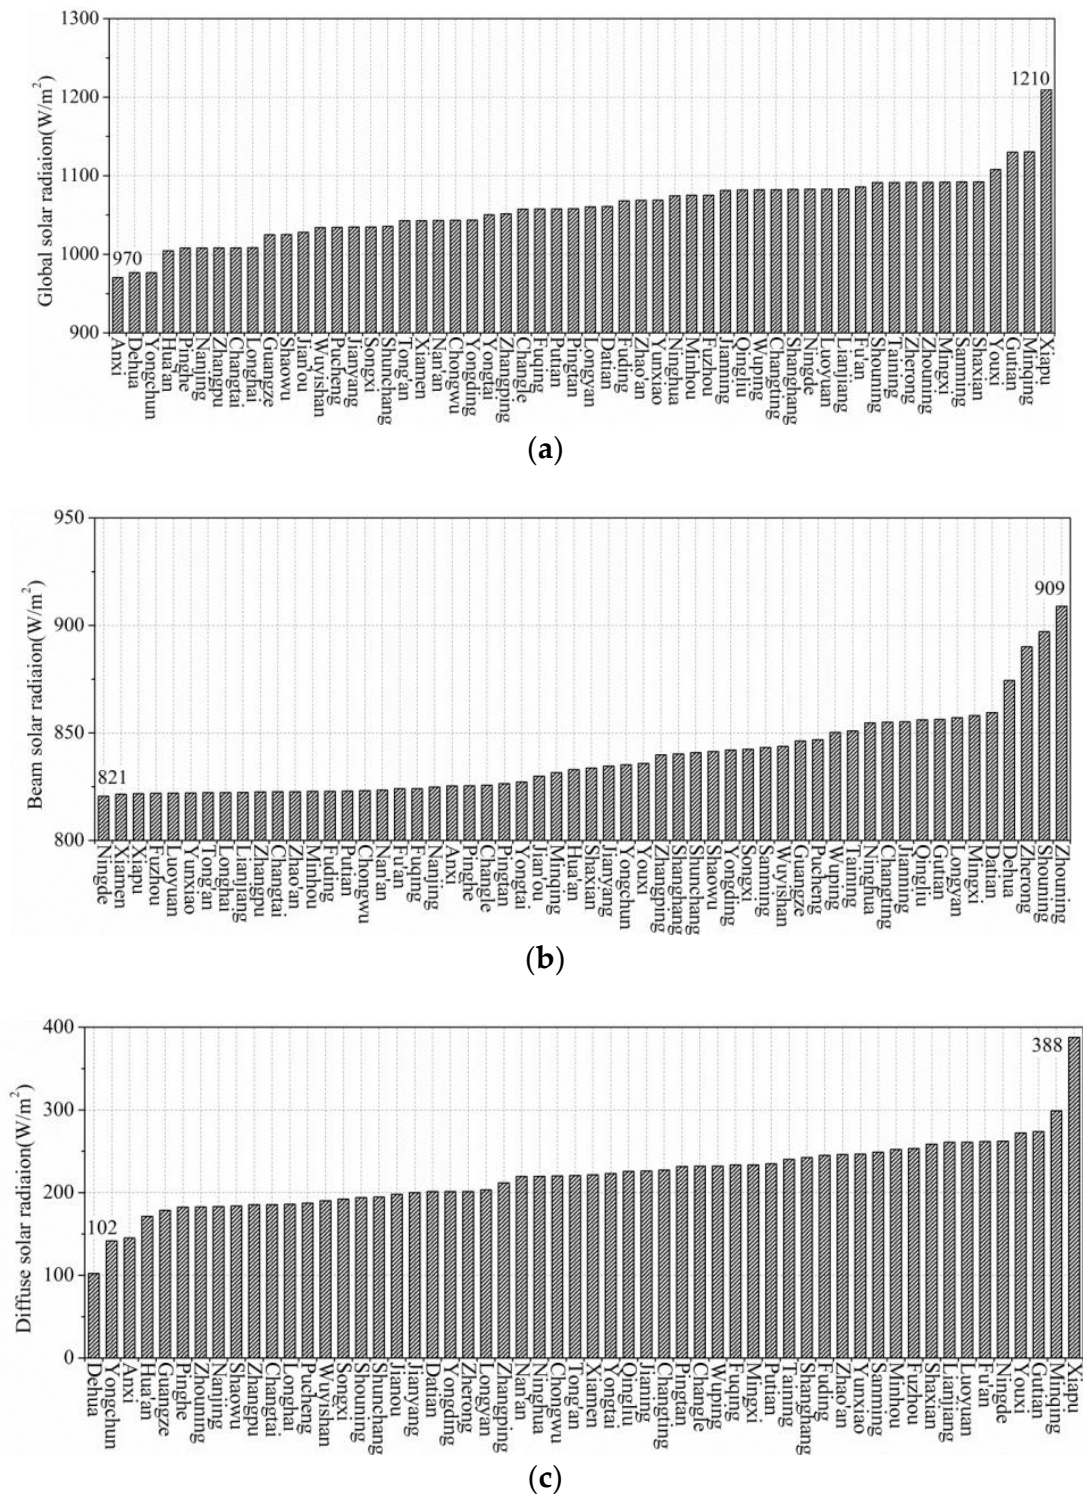 1300
1200
1100
1000
900
Global solar radiaion(W/m²)
970
1210
Anxi
Dehua
Yongchun
Hua'an
Pinghe
Nanjing
Zhangpu
Changtai
Longhai
Guangze
Shaowu
Jian'ou
Wuyishan
Pucheng
Jianyang
Songxi
Shunchang
Tong'an
Xiamen
Nan'an
Chongwu
Yongding
Yongtai
Zhangping
Changle
Fuqing
Putian
Pingtan
Longyan
Datian
Fuding
Zhao'an
Yunxiao
Ninghua
Minhou
Fuzhou
Jianning
Qingliu
Wuping
Changting
Shanghang
Ningde
Luoyuan
Lianjiang
Fu'an
Shouning
Taining
Zherong
Zhouning
Mingxi
Sanming
Shaxian
Youxi
Gutian
Minqing
Xiapu
(a)
950
900
850
800
Beam solar radiaion(W/m²)
821
909
Ningde
Xiamen
Xiapu
Fuzhou
Luoyuan
Yunxiao
Tong'an
Longhai
Lianjiang
Zhangpu
Changtai
Zhao'an
Minhou
Fuding
Putian
Chongwu
Nan'an
Fu'an
Fuqing
Nanjing
Anxi
Pinghe
Changle
Pingtan
Yongtai
Jian'ou
Minqing
Hua'an
Shaxian
Jianyang
Yongchun
Youxi
Zhangping
Shanghang
Shunchang
Shaowu
Yongding
Songxi
Sanming
Wuyishan
Guangze
Pucheng
Wuping
Taining
Ninghua
Changting
Jianning
Qingliu
Gutian
Longyan
Mingxi
Datian
Dehua
Zherong
Shouning
Zhouning
(b)
400
300
200
100
0
Diffuse solar radiaion(W/m²)
102
388
Dehua
Yongchun
Anxi
Hua'an
Guangze
Pinghe
Zhouning
Nanjing
Shaowu
Zhangpu
Changtai
Longhai
Pucheng
Wuyishan
Songxi
Shouning
Shunchang
Jianou
Jianyang
Datian
Yongding
Zherong
Longyan
Zhangping
Nan'an
Ninghua
Chongwu
Tong'an
Xiamen
Yongtai
Qingliu
Jianing
Changting
Pingtan
Changle
Wuping
Fuqing
Mingxi
Putian
Taining
Shanghang
Fuding
Zhao'an
Yunxiao
Sanming
Minhou
Fuzhou
Shaxian
Lianjiang
Luoyuan
Fu'an
Ningde
Youxi
Gutian
Minqing
Xiapu
(c)